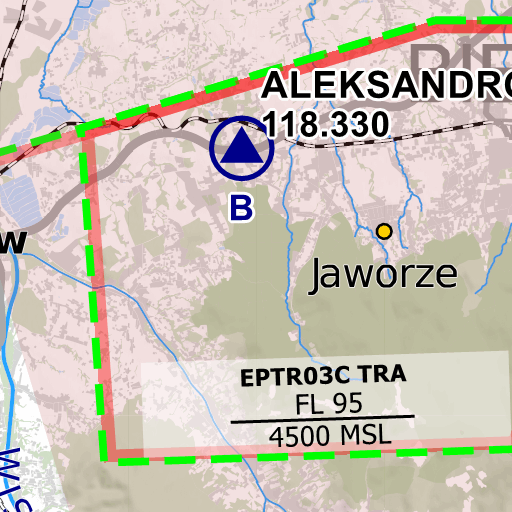 ALEKSANDRO
118.330
B
w
Jaworze
EPTR03C TRA
FL 95
4500 MSL